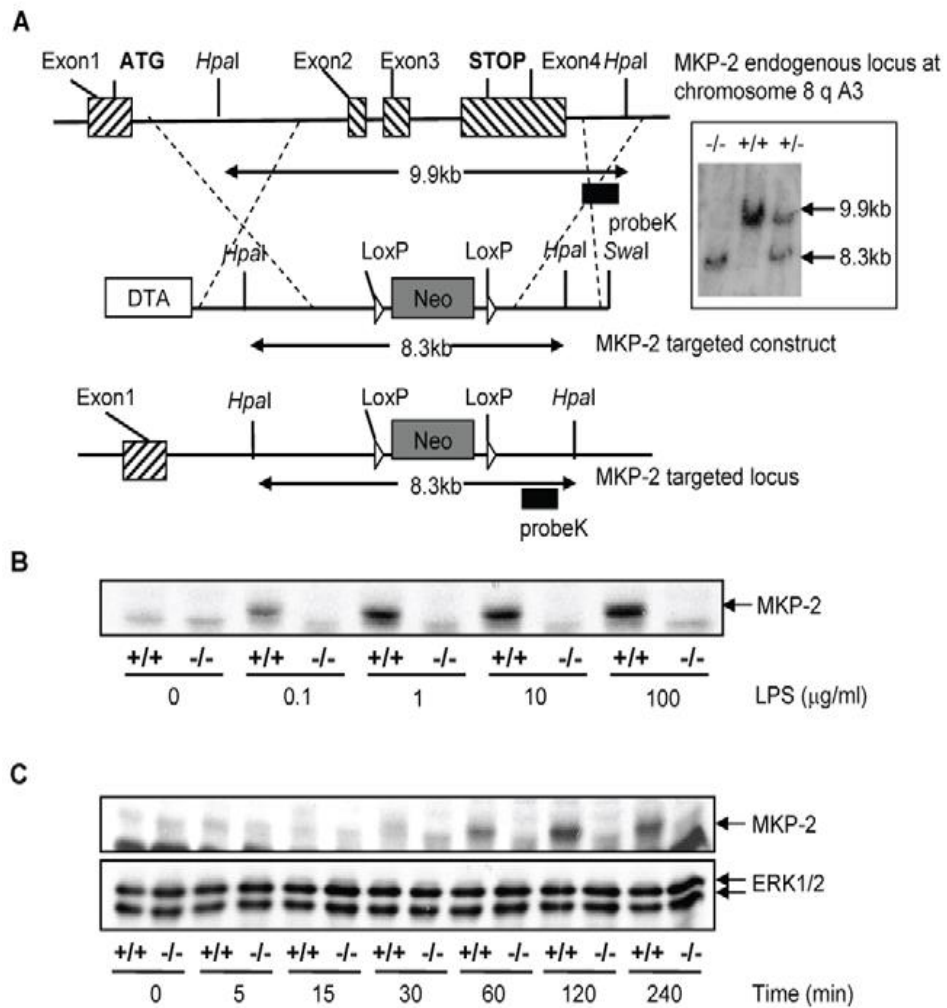 A
Exon1 ATG HpaI Exon2 Exon3 STOP Exon4 HpaI
MKP-2 endogenous locus at
chromosome 8 q A3
-/- +/+ +/-
9.9kb
8.3kb
9.9kb
probeK
HpaI LoxP LoxP HpaI SwaI
DTA Neo
8.3kb
MKP-2 targeted construct
Exon1 HpaI LoxP LoxP HpaI
Neo
8.3kb
MKP-2 targeted locus
probeK
B
MKP-2
+/+ -/- +/+ -/- +/+ -/- +/+ -/- +/+ -/-
0 0.1 1 10 100 LPS (μg/ml)
C
MKP-2
ERK1/2
+/+ -/- +/+ -/- +/+ -/- +/+ -/- +/+ -/- +/+ -/- +/+ -/-
0 5 15 30 60 120 240 Time (min)